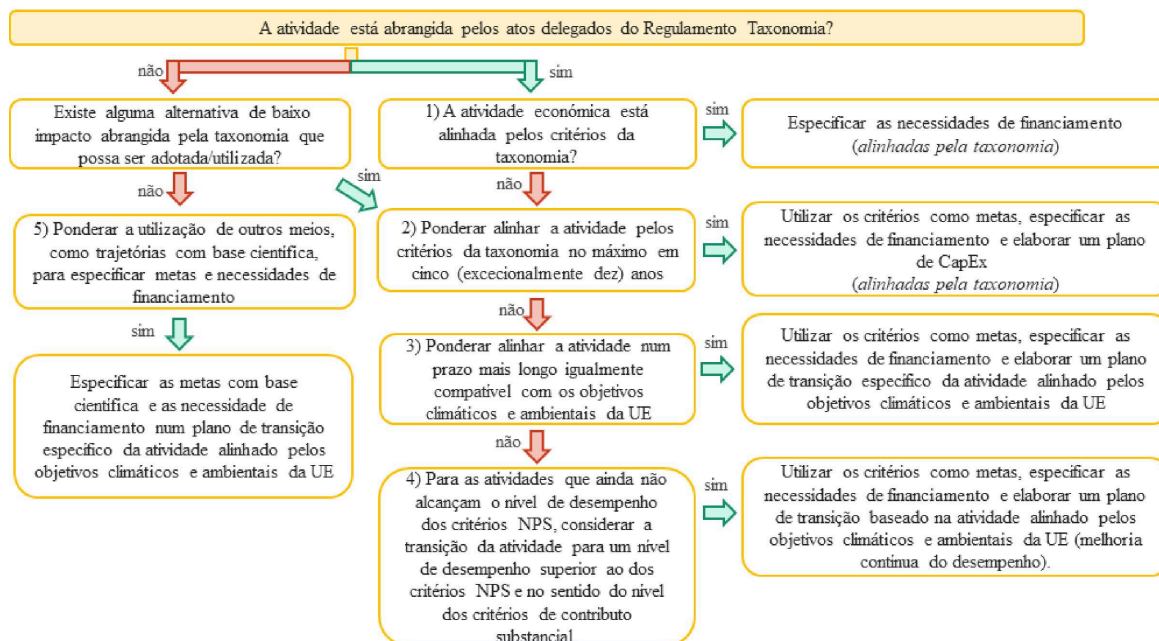 A atividade está abrangida pelos atos delegados do Regulamento Taxonomia?
não
sim
Existe alguma alternativa de baixo
impacto abrangida pela taxonomia que
possa ser adotada/utilizada?
1) A atividade económica está
alinhada pelos critérios da
taxonomia?
sim
Especificar as necessidades de financiamento
(alinhadas pela taxonomia)
não
sim
não
5) Ponderar a utilização de outros meios,
como trajetórias com base científica,
para especificar metas e necessidades de
financiamento
2) Ponderar alinhar a atividade pelos
critérios da taxonomia no máximo em
cinco (excecionalmente dez) anos
sim
Utilizar os critérios como metas, especificar as
necessidades de financiamento e elaborar um plano
de CapEx
(alinhadas pela taxonomia)
sim
não
Especificar as metas com base
científica e as necessidade de
financiamento num plano de transição
específico da atividade alinhado pelos
objetivos climáticos e ambientais da UE
3) Ponderar alinhar a atividade num
prazo mais longo igualmente
compatível com os objetivos
climáticos e ambientais da UE
sim
Utilizar os critérios como metas, especificar as
necessidades de financiamento e elaborar um plano
de transição específico da atividade alinhado pelos
objetivos climáticos e ambientais da UE
não
4) Para as atividades que ainda não
alcançam o nível de desempenho
dos critérios NPS, considerar a
transição da atividade para um nível
de desempenho superior ao dos
critérios NPS e no sentido do nível
dos critérios de contributo
substancial
sim
Utilizar os critérios como metas, especificar as
necessidades de financiamento e elaborar um plano
de transição baseado na atividade alinhado pelos
objetivos climáticos e ambientais da UE (melhoria
contínua do desempenho).